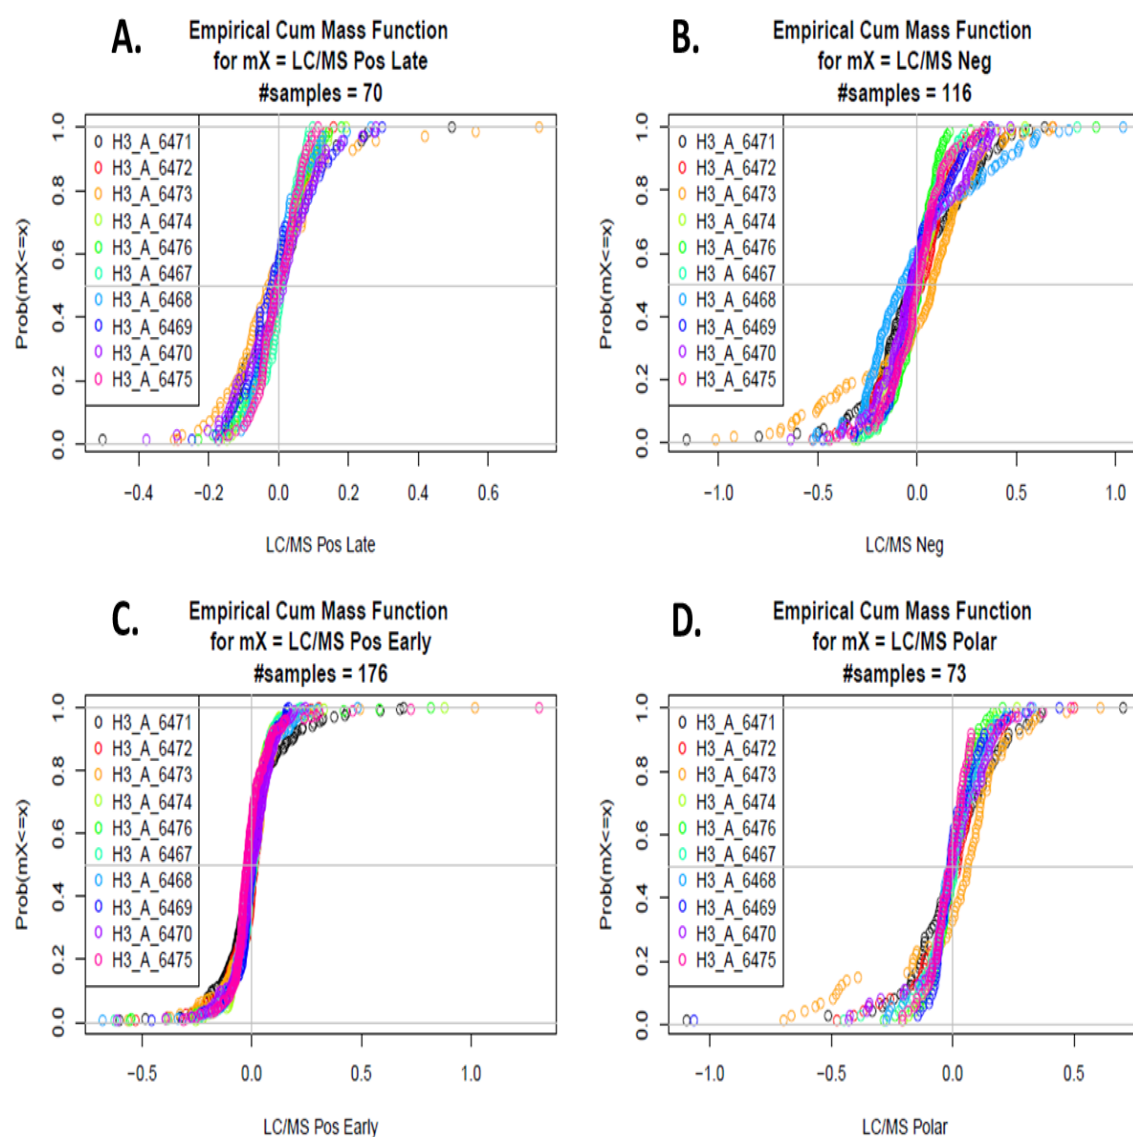 A.
Empirical Cum Mass Function
for mX = LC/MS Pos Late
#samples = 70
Prob(mX<=x)
1.0
0.8
0.6
0.4
0.2
0.0
H3_A_6471
H3_A_6472
H3_A_6473
H3_A_6474
H3_A_6476
H3_A_6467
H3_A_6468
H3_A_6469
H3_A_6470
H3_A_6475
−0.4 −0.2 0.0 0.2 0.4 0.6
LC/MS Pos Late
B.
Empirical Cum Mass Function
for mX = LC/MS Neg
#samples = 116
Prob(mX<=x)
1.0
0.8
0.6
0.4
0.2
0.0
H3_A_6471
H3_A_6472
H3_A_6473
H3_A_6474
H3_A_6476
H3_A_6467
H3_A_6468
H3_A_6469
H3_A_6470
H3_A_6475
−1.0 −0.5 0.0 0.5 1.0
LC/MS Neg
C.
Empirical Cum Mass Function
for mX = LC/MS Pos Early
#samples = 176
Prob(mX<=x)
1.0
0.8
0.6
0.4
0.2
0.0
H3_A_6471
H3_A_6472
H3_A_6473
H3_A_6474
H3_A_6476
H3_A_6467
H3_A_6468
H3_A_6469
H3_A_6470
H3_A_6475
−0.5 0.0 0.5 1.0
LC/MS Pos Early
D.
Empirical Cum Mass Function
for mX = LC/MS Polar
#samples = 73
Prob(mX<=x)
1.0
0.8
0.6
0.4
0.2
0.0
H3_A_6471
H3_A_6472
H3_A_6473
H3_A_6474
H3_A_6476
H3_A_6467
H3_A_6468
H3_A_6469
H3_A_6470
H3_A_6475
−1.0 −0.5 0.0 0.5
LC/MS Polar